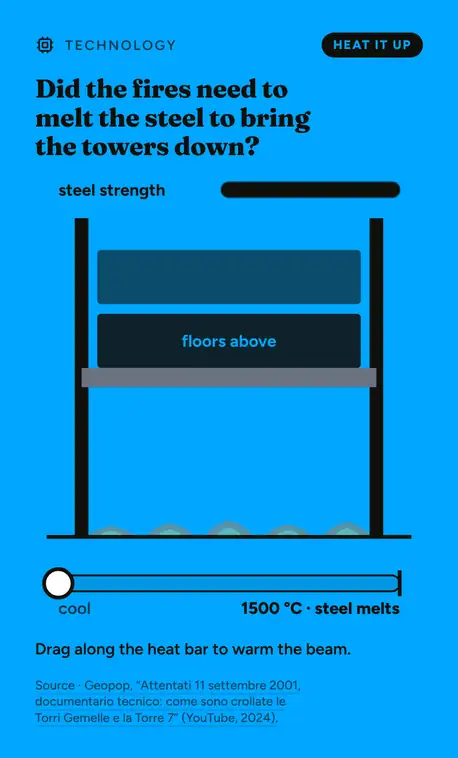 TECHNOLOGY
HEAT IT UP
Did the fires need to
melt the steel to bring
the towers down?
steel strength
floors above
cool
1500 °C · steel melts
Drag along the heat bar to warm the beam.
Source · Geopop, "Attentati 11 settembre 2001,
documentario tecnico: come sono crollate le
Torri Gemelle e la Torre 7" (YouTube, 2024).